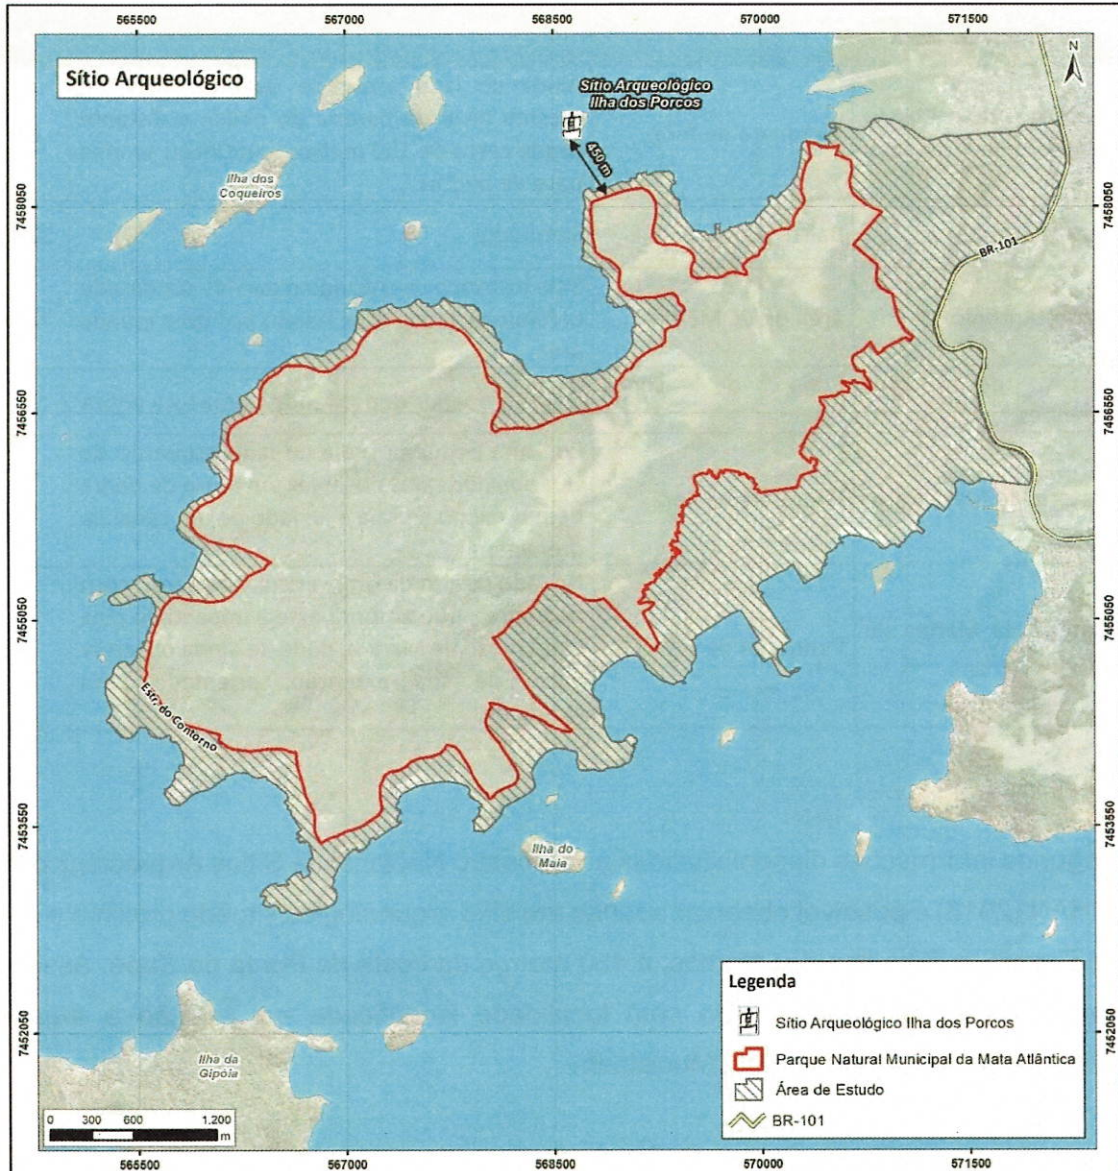 565500 567000 568500 570000 571500
Sítio Arqueológico
N
Sítio Arqueológico
Ilha dos Porcos
450 m
Ilha dos
Coqueiros
7458050
7458050
BR-101
7456550
7456550
7455050
7455050
Estr. do Contorno
7453550
7453550
Ilha do
Maia
Legenda
Sítio Arqueológico Ilha dos Porcos
Parque Natural Municipal da Mata Atlântica
Área de Estudo
BR-101
7452050
7452050
Ilha da
Gipóia
0 300 600 1.200
m
565500 567000 568500 570000 571500